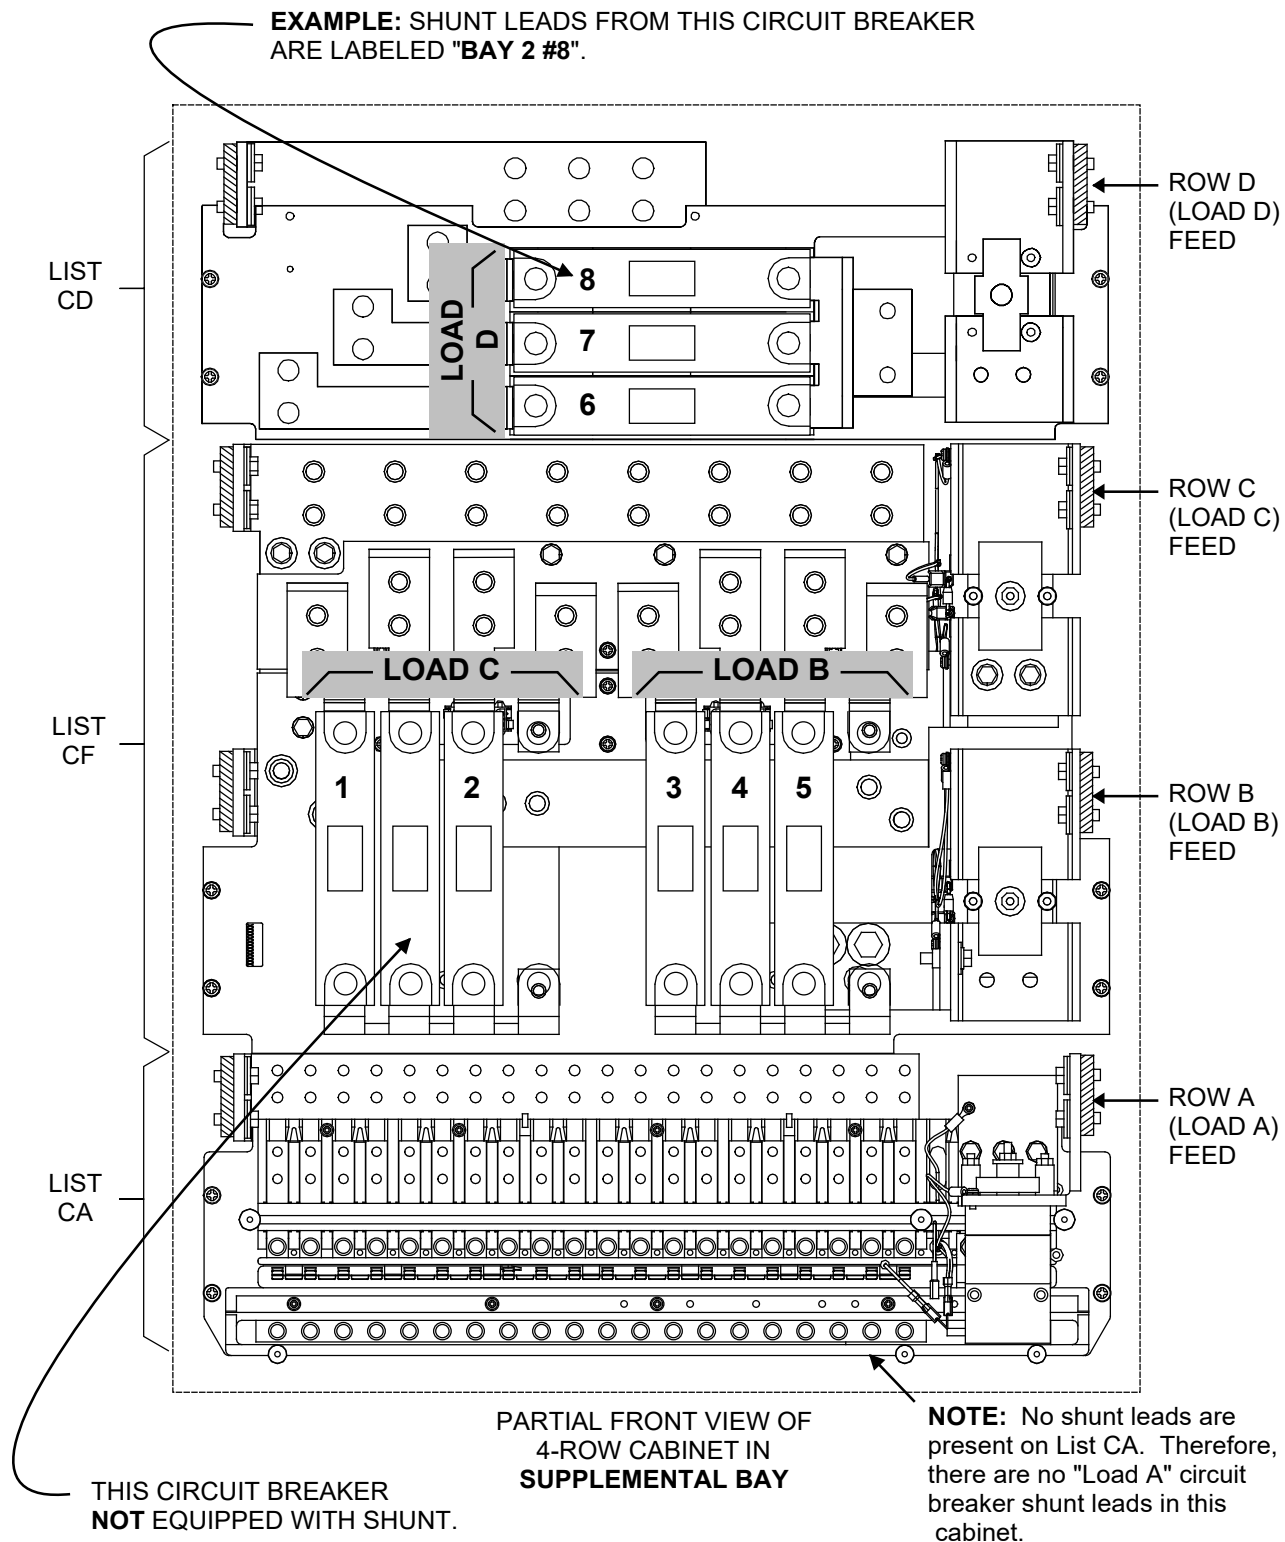 EXAMPLE: SHUNT LEADS FROM THIS CIRCUIT BREAKER
ARE LABELED "BAY 2 #8".
LIST
CD
LOAD
D
8
7
6
ROW D
(LOAD D)
FEED
ROW C
(LOAD C)
FEED
LIST
CF
LOAD C
LOAD B
1
2
3
4
5
ROW B
(LOAD B)
FEED
LIST
CA
ROW A
(LOAD A)
FEED
PARTIAL FRONT VIEW OF
4-ROW CABINET IN
SUPPLEMENTAL BAY
NOTE: No shunt leads are
present on List CA. Therefore,
there are no "Load A" circuit
breaker shunt leads in this
cabinet.
THIS CIRCUIT BREAKER
NOT EQUIPPED WITH SHUNT.